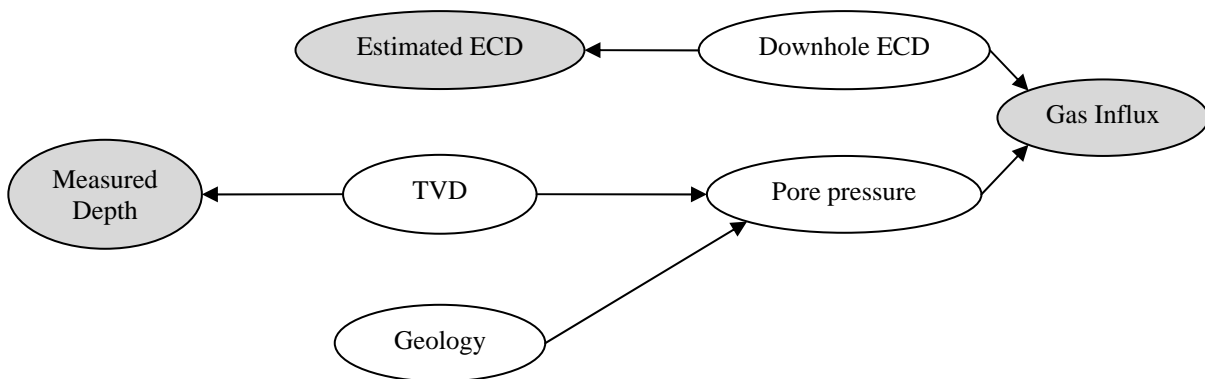 Estimated ECD
Downhole ECD
Gas Influx
Measured
Depth
TVD
Pore pressure
Geology